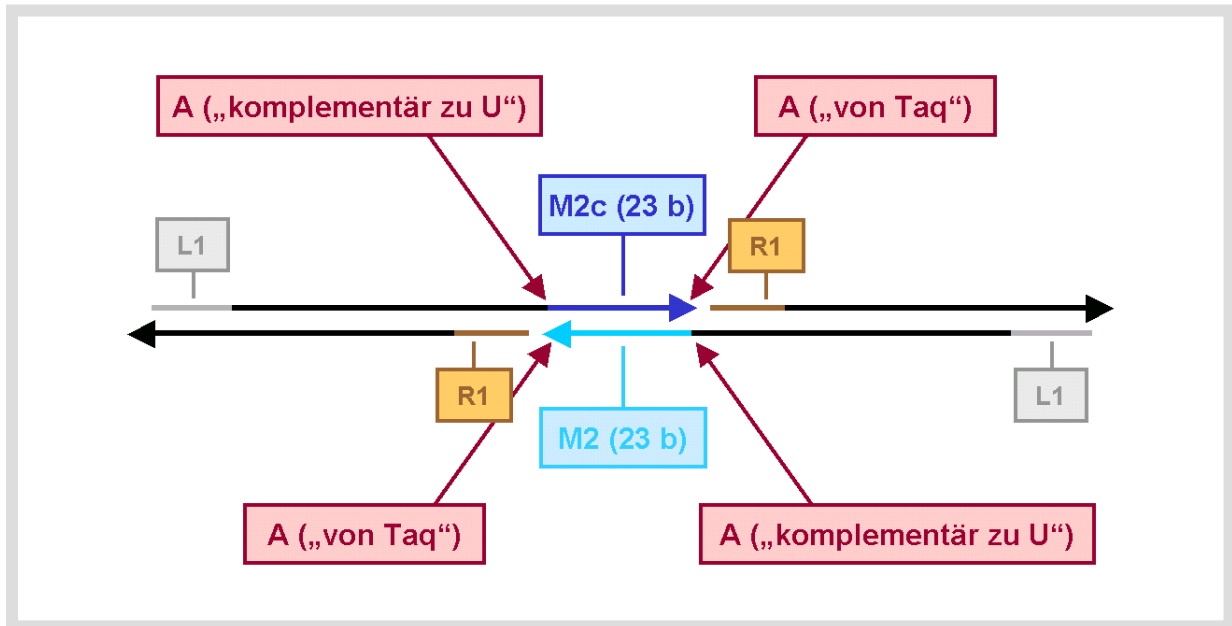 A („komplementär zu U“)
A („von Taq“)
M2c (23 b)
L1
R1
R1
L1
M2 (23 b)
A („von Taq“)
A („komplementär zu U“)